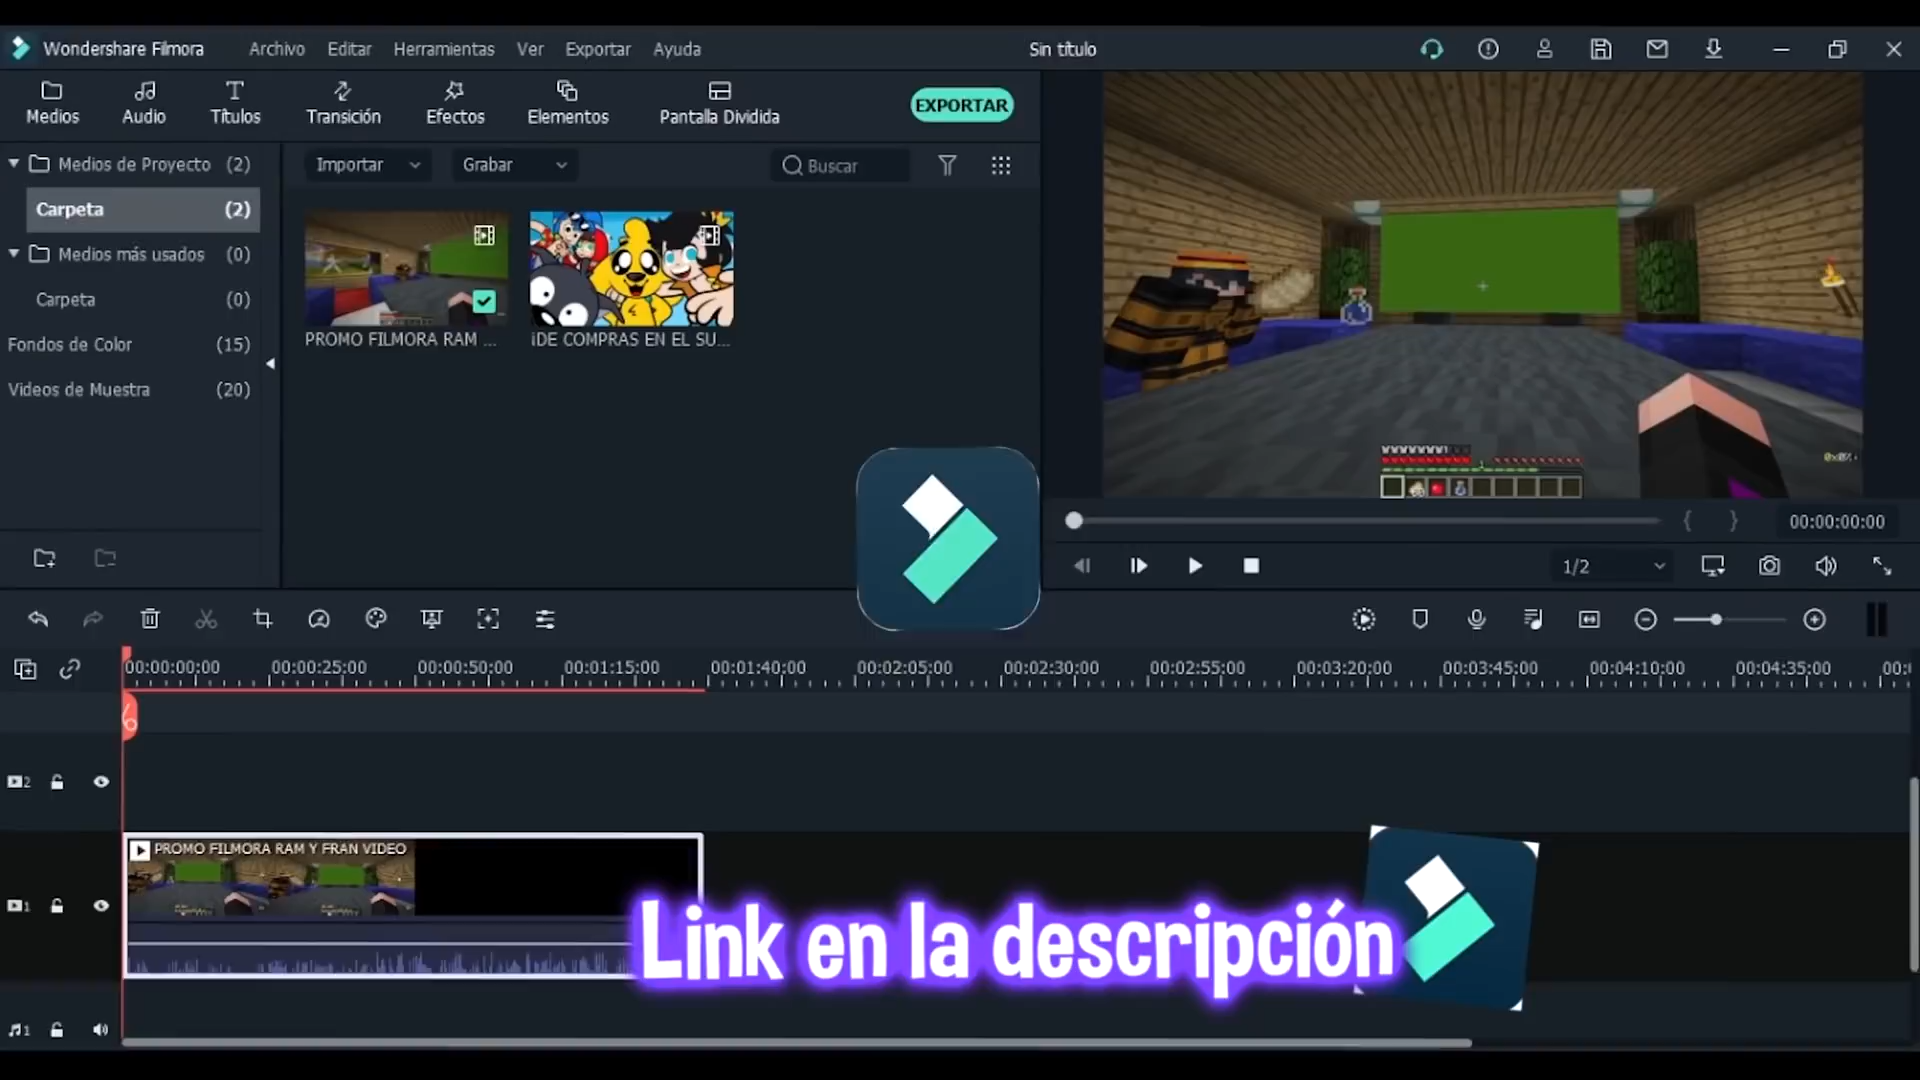 Wondershare Filmora Archivo Editar Herramientas Ver Exportar Ayuda Sin título
Medios Audio Títulos Transición Efectos Elementos Pantalla Dividida EXPORTAR
Medios de Proyecto (2)
Importar Grabar Buscar
Carpeta (2)
Medios más usados (0)
Carpeta (0)
Fondos de Color (15)
Videos de Muestra (20)
PROMO FILMORA RAM ... ¡DE COMPRAS EN EL SU...
00:00:00:00
1/2
00:00:00:00 00:00:25:00 00:00:50:00 00:01:15:00 00:01:40:00 00:02:05:00 00:02:30:00 00:02:55:00 00:03:20:00 00:03:45:00 00:04:10:00 00:04:35:00 00:0
2
PROMO FILMORA RAM Y FRAN VIDEO
1
Link en la descripción
1